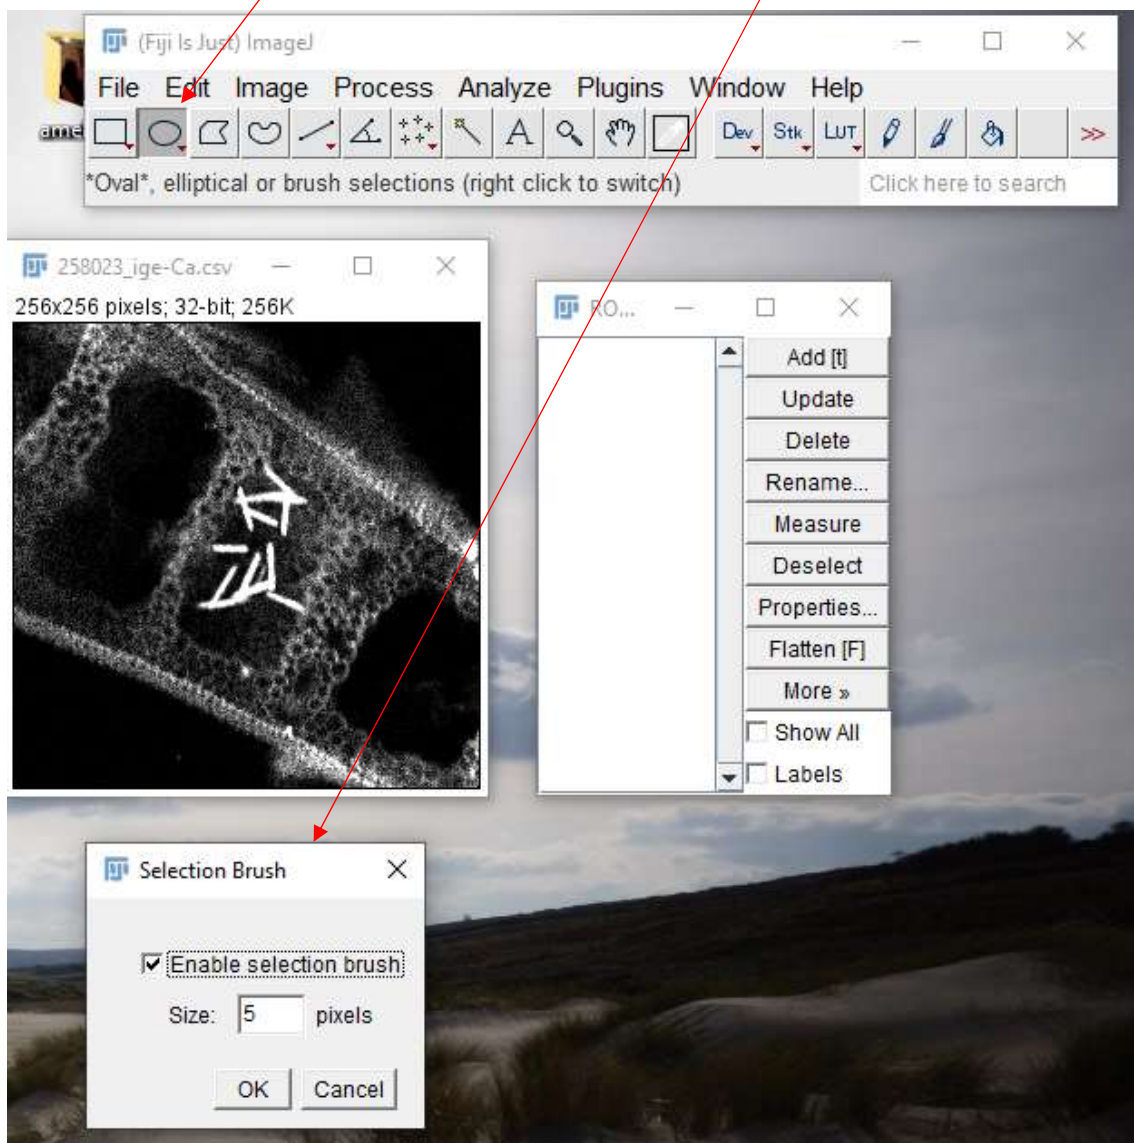 (Fiji Is Just) ImageJ
File Edit Image Process Analyze Plugins Window Help
A Dev Stk LUT >>
*Oval*, elliptical or brush selections (right click to switch)
Click here to search
258023_ige-Ca.csv
256x256 pixels; 32-bit; 256K
RO...
Add [t]
Update
Delete
Rename...
Measure
Deselect
Properties...
Flatten [F]
More »
Show All
Labels
Selection Brush
Enable selection brush
Size: 5 pixels
OK Cancel